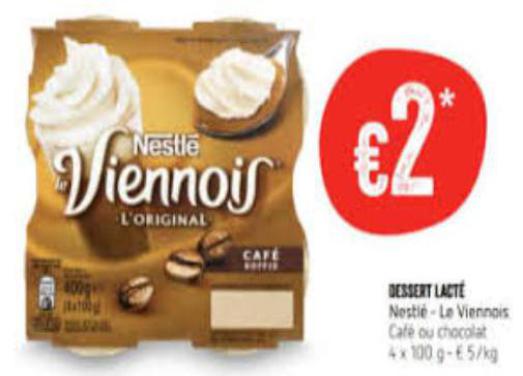 Nestlé
le Viennois
L'ORIGINAL
CAFÉ
KOFFIE
400g
(4x100g)
€2*
DESSERT LACTÉ
Nestlé - Le Viennois
Café ou chocolat
4 x 100 g - € 5/kg